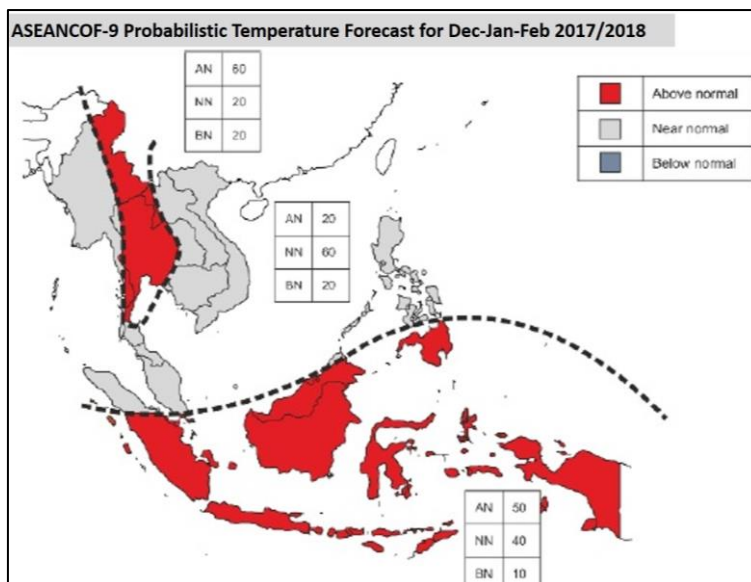 ASEANCOF-9 Probabilistic Temperature Forecast for Dec-Jan-Feb 2017/2018
AN 60
NN 20
BN 20
Above normal
Near normal
Below normal
AN 20
NN 60
BN 20
AN 50
NN 40
BN 10